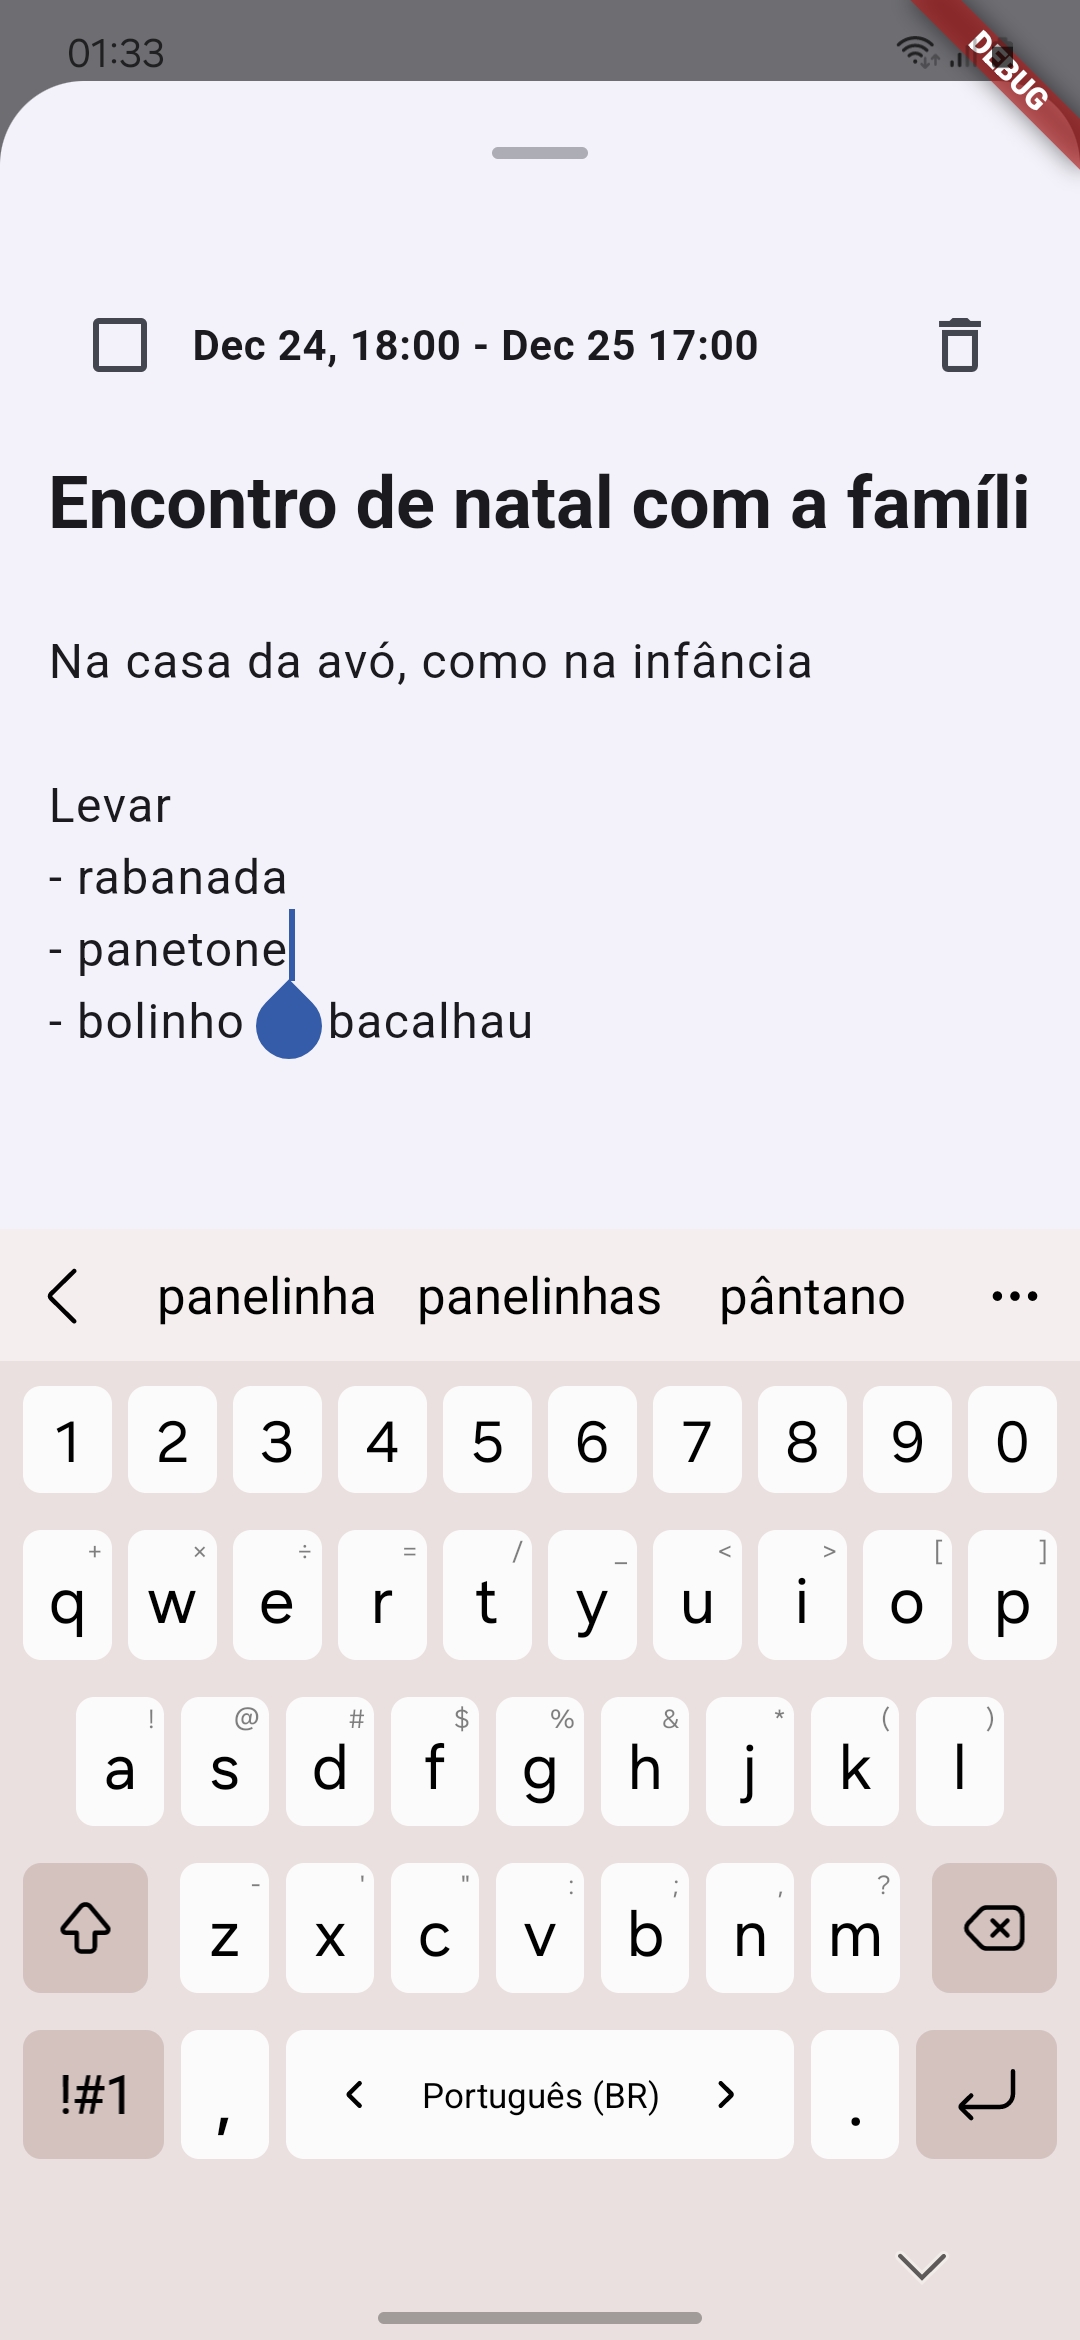 01:33
DEBUG
Dec 24, 18:00 - Dec 25 17:00
Encontro de natal com a famíli
Na casa da avó, como na infância
Levar
- rabanada
- panetone
- bolinho bacalhau
panelinha panelinhas pântano ...
1 2 3 4 5 6 7 8 9 0
+ × ÷ = / _ < > [ ]
q w e r t y u i o p
! @ # $ % & * ( )
a s d f g h j k l
- ' " : ; , ?
z x c v b n m
!#1 , < Português (BR) > .